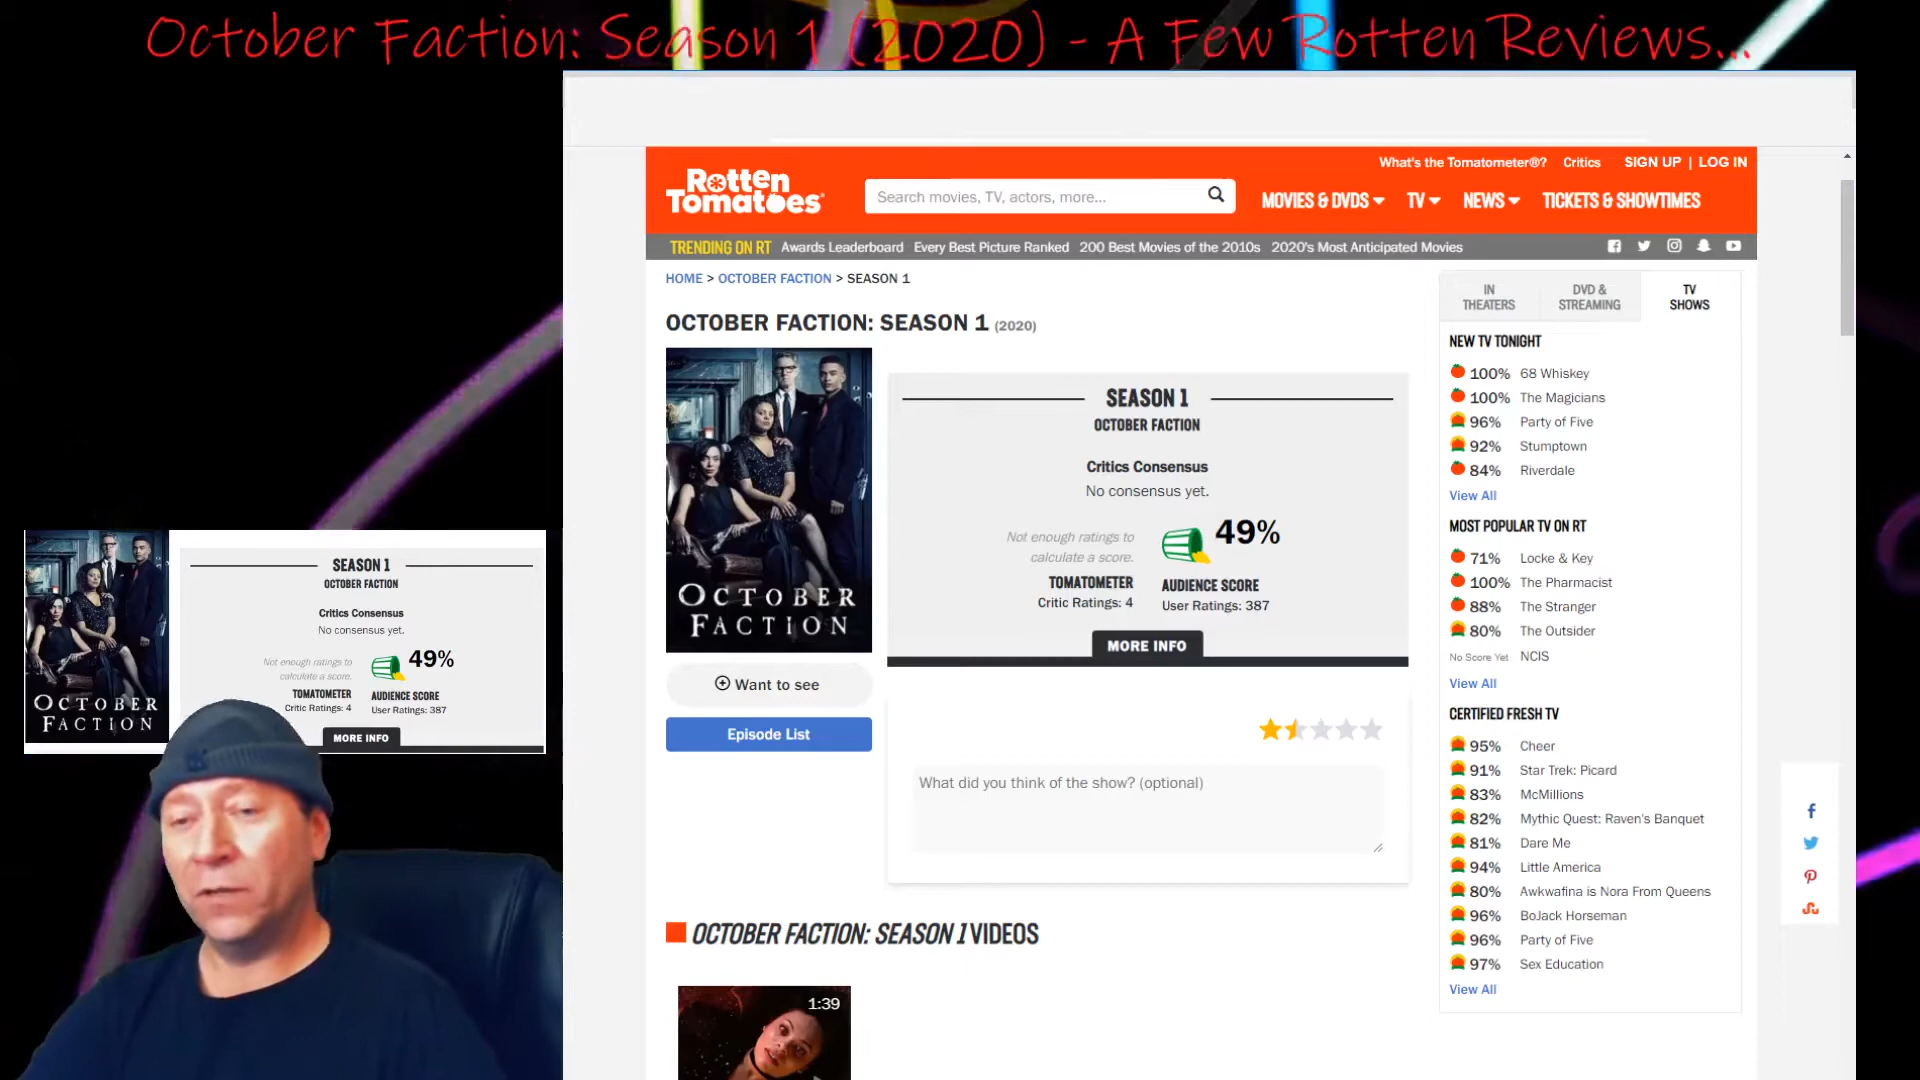 October Faction: Season 1 (2020) - A Few Rotten Reviews...
What's the Tomatometer®? Critics SIGN UP | LOG IN
Rotten
Tomatoes
Search movies, TV, actors, more...
MOVIES & DVDS TV NEWS TICKETS & SHOWTIMES
TRENDING ON RT Awards Leaderboard Every Best Picture Ranked 200 Best Movies of the 2010s 2020's Most Anticipated Movies
HOME > OCTOBER FACTION > SEASON 1
OCTOBER FACTION: SEASON 1 (2020)
OCTOBER
FACTION
SEASON 1
OCTOBER FACTION
Critics Consensus
No consensus yet.
Not enough ratings to
calculate a score.
TOMATOMETER
Critic Ratings: 4
49%
AUDIENCE SCORE
User Ratings: 387
MORE INFO
Want to see
Episode List
What did you think of the show? (optional)
OCTOBER FACTION: SEASON 1 VIDEOS
1:39
IN
THEATERS
DVD &
STREAMING
TV
SHOWS
NEW TV TONIGHT
100% 68 Whiskey
100% The Magicians
96% Party of Five
92% Stumptown
84% Riverdale
View All
MOST POPULAR TV ON RT
71% Locke & Key
100% The Pharmacist
88% The Stranger
80% The Outsider
No Score Yet NCIS
View All
CERTIFIED FRESH TV
95% Cheer
91% Star Trek: Picard
83% McMillions
82% Mythic Quest: Raven's Banquet
81% Dare Me
94% Little America
80% Awkwafina is Nora From Queens
96% BoJack Horseman
96% Party of Five
97% Sex Education
View All
OCTOBER
FACTION
SEASON 1
OCTOBER FACTION
Critics Consensus
No consensus yet.
Not enough ratings to
calculate a score.
TOMATOMETER
Critic Ratings: 4
49%
AUDIENCE SCORE
User Ratings: 387
MORE INFO